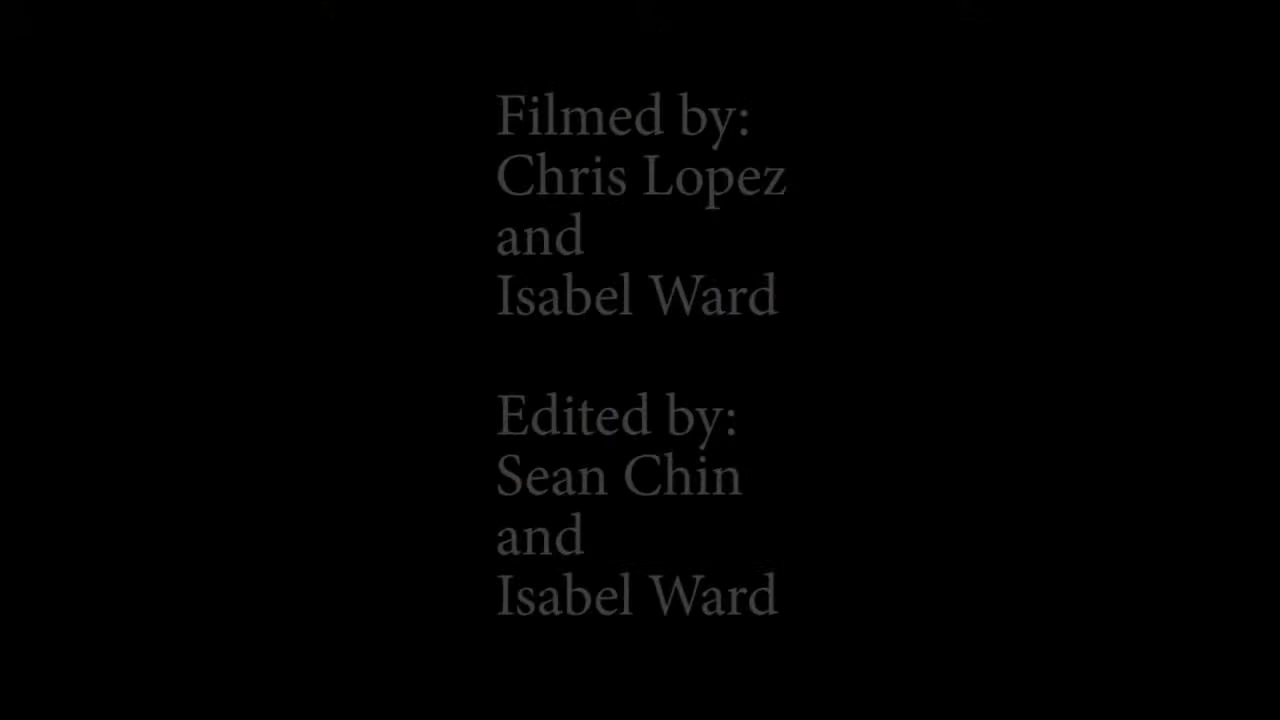 Filmed by:
Chris Lopez
and
Isabel Ward
Edited by:
Sean Chin
and
Isabel Ward